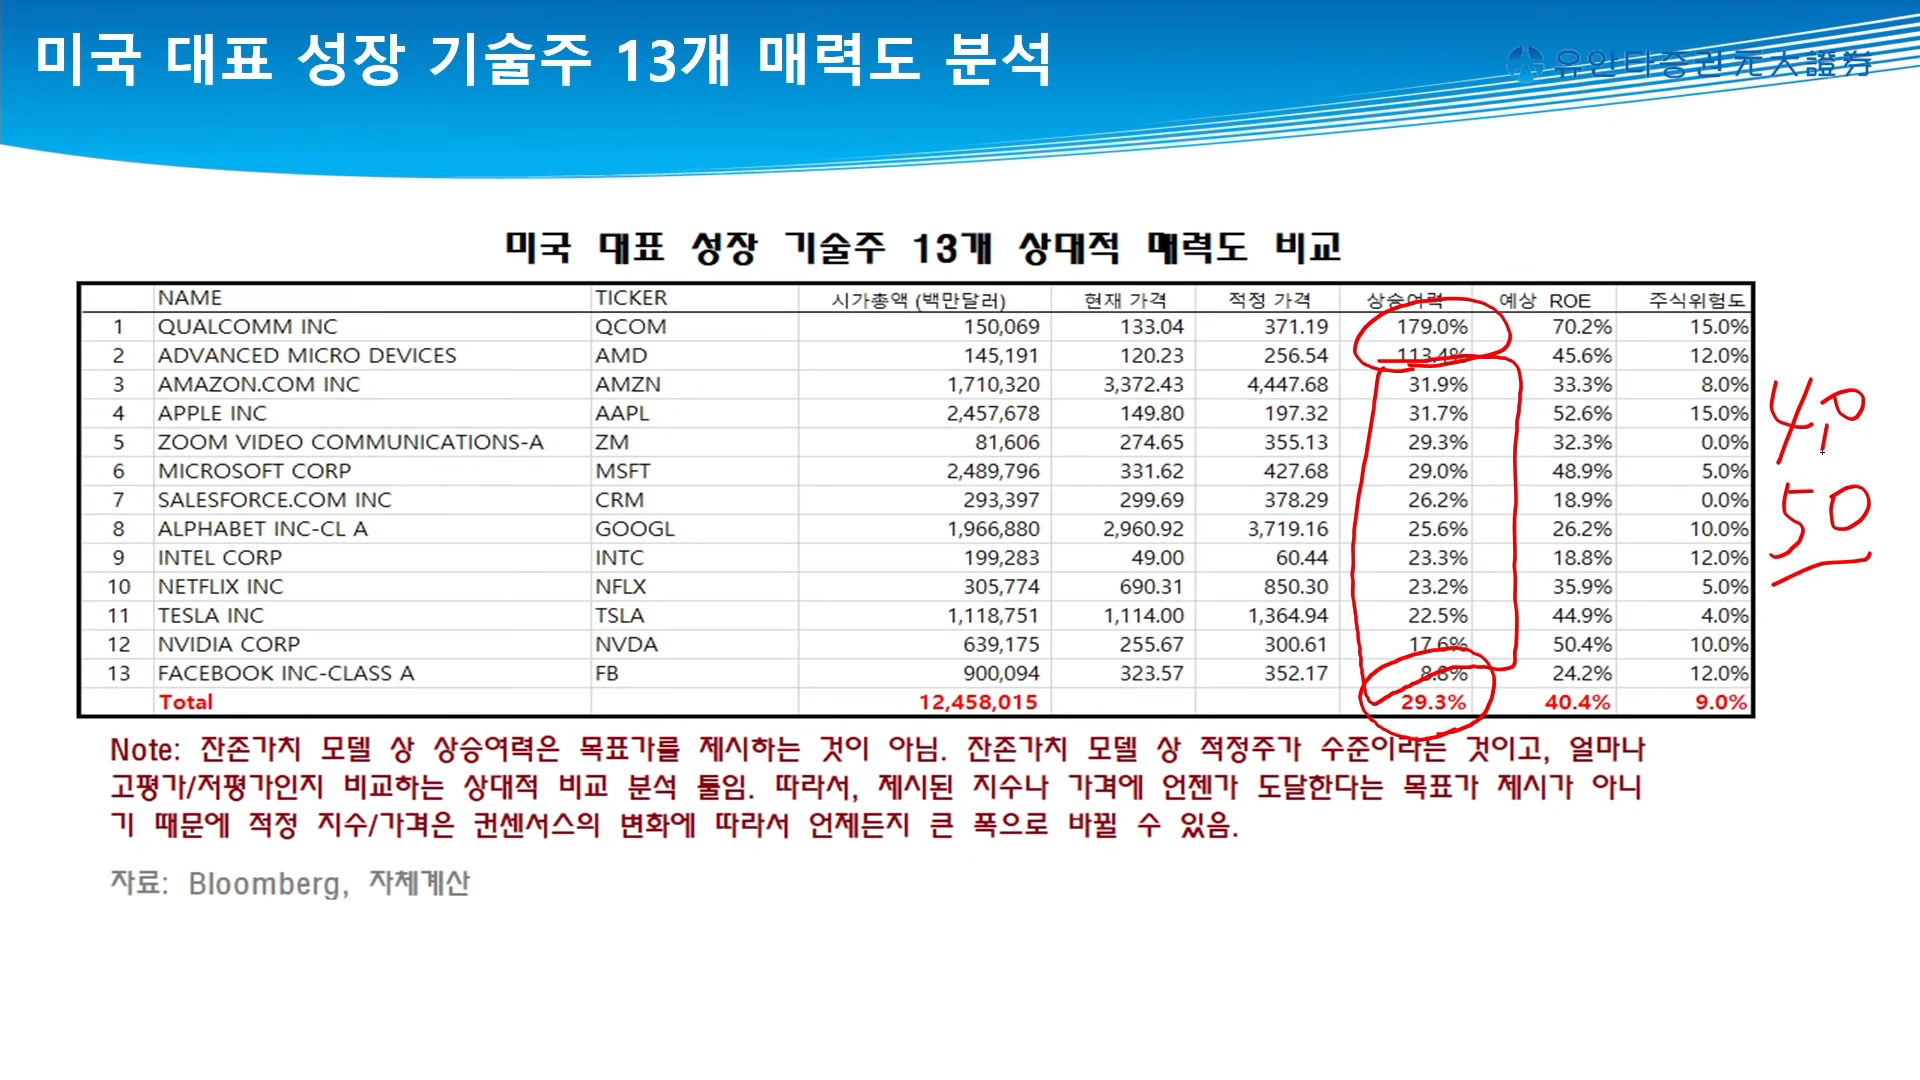 미국 대표 성장 기술주 13개 매력도 분석
유안타증권 元大證券
미국 대표 성장 기술주 13개 상대적 매력도 비교
NAME TICKER 시가총액 (백만달러) 현재 가격 적정 가격 상승여력 예상 ROE 주식위험도
1 QUALCOMM INC QCOM 150,069 133.04 371.19 179.0% 70.2% 15.0%
2 ADVANCED MICRO DEVICES AMD 145,191 120.23 256.54 113.4% 45.6% 12.0%
3 AMAZON.COM INC AMZN 1,710,320 3,372.43 4,447.68 31.9% 33.3% 8.0%
4 APPLE INC AAPL 2,457,678 149.80 197.32 31.7% 52.6% 15.0%
5 ZOOM VIDEO COMMUNICATIONS-A ZM 81,606 274.65 355.13 29.3% 32.3% 0.0%
6 MICROSOFT CORP MSFT 2,489,796 331.62 427.68 29.0% 48.9% 5.0%
7 SALESFORCE.COM INC CRM 293,397 299.69 378.29 26.2% 18.9% 0.0%
8 ALPHABET INC-CL A GOOGL 1,966,880 2,960.92 3,719.16 25.6% 26.2% 10.0%
9 INTEL CORP INTC 199,283 49.00 60.44 23.3% 18.8% 12.0%
10 NETFLIX INC NFLX 305,774 690.31 850.30 23.2% 35.9% 5.0%
11 TESLA INC TSLA 1,118,751 1,114.00 1,364.94 22.5% 44.9% 4.0%
12 NVIDIA CORP NVDA 639,175 255.67 300.61 17.6% 50.4% 10.0%
13 FACEBOOK INC-CLASS A FB 900,094 323.57 352.17 8.8% 24.2% 12.0%
Total 12,458,015 29.3% 40.4% 9.0%
50
Note: 잔존가치 모델 상 상승여력은 목표가를 제시하는 것이 아님. 잔존가치 모델 상 적정주가 수준이라는 것이고, 얼마나
고평가/저평가인지 비교하는 상대적 비교 분석 툴임. 따라서, 제시된 지수나 가격에 언젠가 도달한다는 목표가 제시가 아니
기 때문에 적정 지수/가격은 컨센서스의 변화에 따라서 언제든지 큰 폭으로 바뀔 수 있음.
자료: Bloomberg, 자체계산